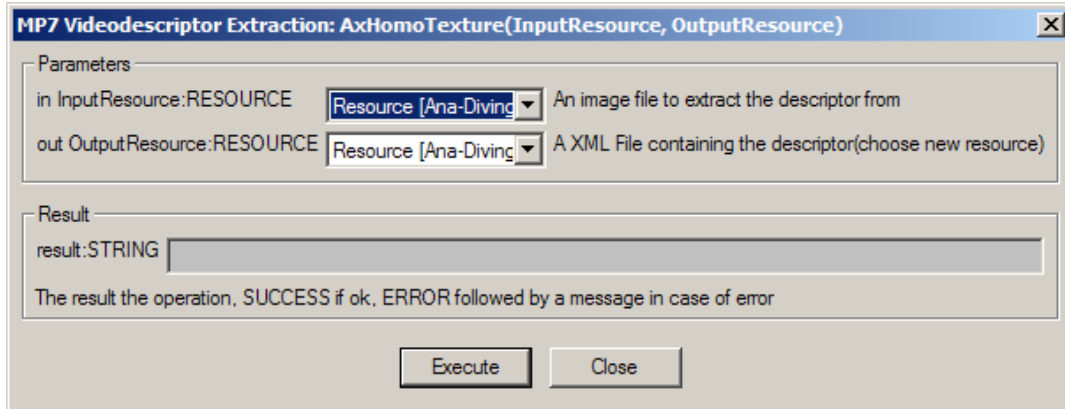 MP7 Videodescriptor Extraction: AxHomoTexture(InputResource, OutputResource)
Parameters
in InputResource:RESOURCE Resource [Ana-Diving An image file to extract the descriptor from
out OutputResource:RESOURCE Resource [Ana-Diving A XML File containing the descriptor(choose new resource)
Result
result:STRING
The result the operation, SUCCESS if ok, ERROR followed by a message in case of error
Execute Close